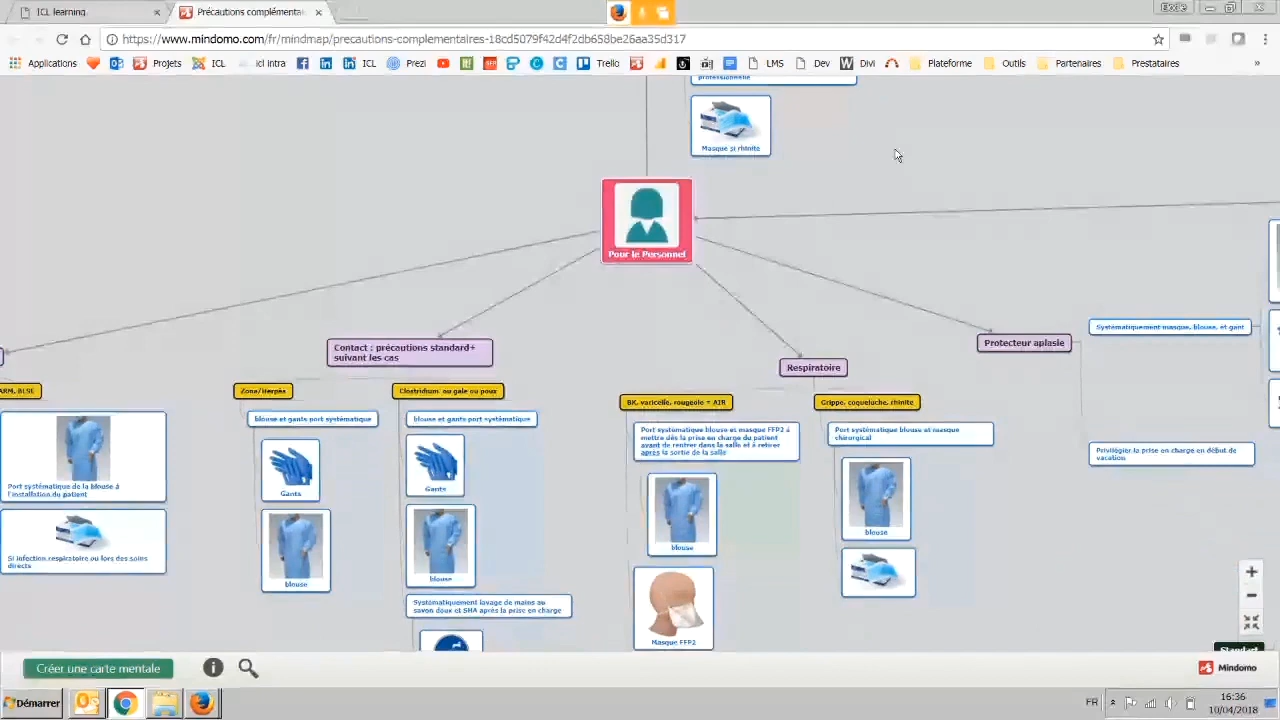 ICL learning
Précautions complémentai
https://www.mindomo.com/fr/mindmap/precautions-complementaires-18cd5079f42d4f2db658be26aa35d317
Applications
Projets
ICL
icl intra
ICL
Prezi
Trello
LMS
Dev
Divi
Plateforme
Outils
Partenaires
Prestataires
»
professionnelle
Masque si rhinite
Pour le Personnel
Contact : précautions standard+
suivant les cas
Respiratoire
Protecteur aplasie
Systématiquement masque, blouse, et gant
Privilégier la prise en charge en début de
vacation
ARM, BLSE
Port systématique de la blouse à
l'installation du patient
Si infection respiratoire ou lors des soins
directs
Zona/Herpès
blouse et gants port systématique
Gants
blouse
Clostridium, ou gale ou poux
blouse et gants port systématique
Gants
blouse
Systématiquement lavage de mains au
savon doux et SHA après la prise en charge
BK, varicelle, rougeole = AIR
Port systématique blouse et masque FFP2 à
mettre dès la prise en charge du patient
avant de rentrer dans la salle et à retirer
après la sortie de la salle
blouse
Masque FFP2
Grippe, coqueluche, rhinite
Port systématique blouse et masque
chirurgical
blouse
Standart
Créer une carte mentale
Mindomo
Démarrer
FR
16:36
10/04/2018